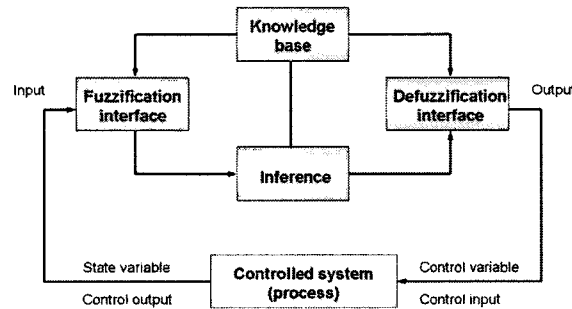 Knowledge
base
Input
Fuzzification
interface
Defuzzification
interface
Output
Inference
State variable
Control output
Controlled system
(process)
Control variable
Control input